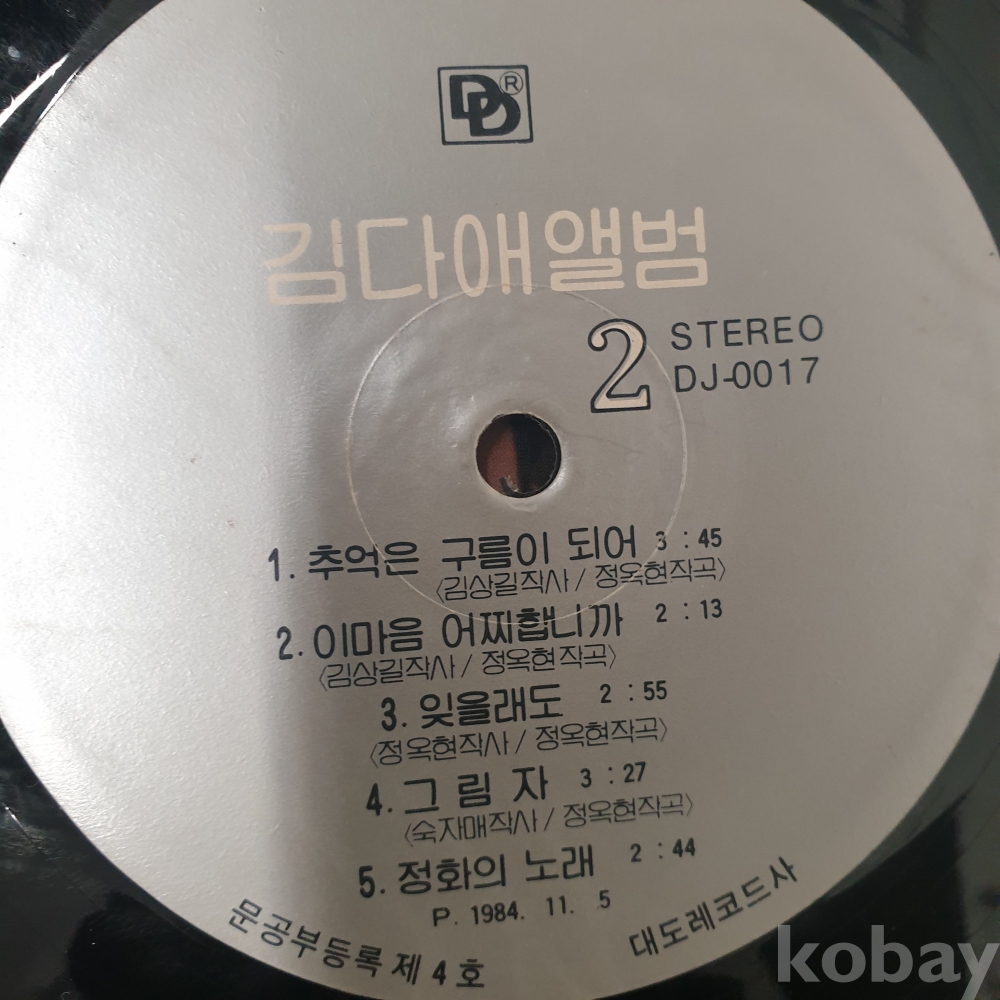 DD®
김다애앨범
2 STEREO
DJ-0017
1. 추억은 구름이 되어 3 : 45
〈김상길작사 / 정옥현작곡〉
2. 이마음 어찌합니까 2 : 13
〈김상길작사 / 정옥현작곡〉
3. 잊을래도 2 : 55
〈정옥현작사 / 정옥현작곡〉
4. 그 림 자 3 : 27
〈숙자매작사 / 정옥현작곡〉
5. 정화의 노래 2 : 44
P. 1984. 11. 5
문공부등록 제 4 호 대도레코드사
kobay